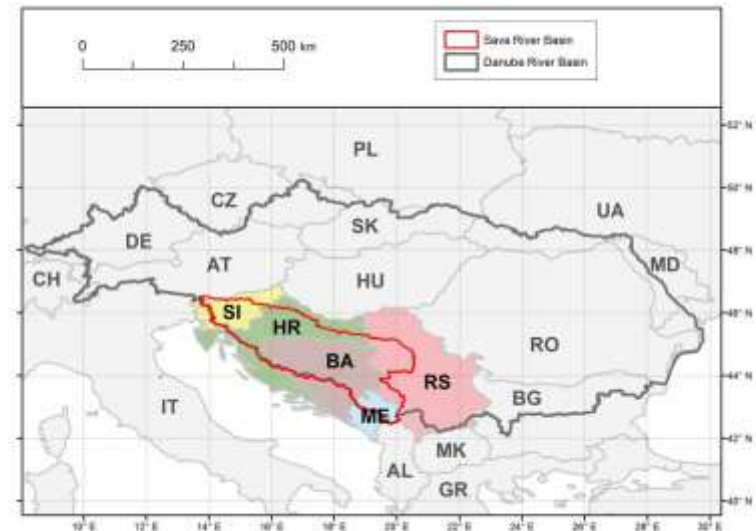 0 250 500 km
Sava River Basin
Danube River Basin
52° N
PL
CZ
UA
SK
DE
48° N
MD
AT
CH
HU
46° N
SI
HR
RO
BA
44° N
RS
BG
IT
ME
42° N
MK
AL
GR
40° N
10° E 12° E 14° E 16° E 18° E 20° E 22° E 24° E 26° E 28° E 30° E